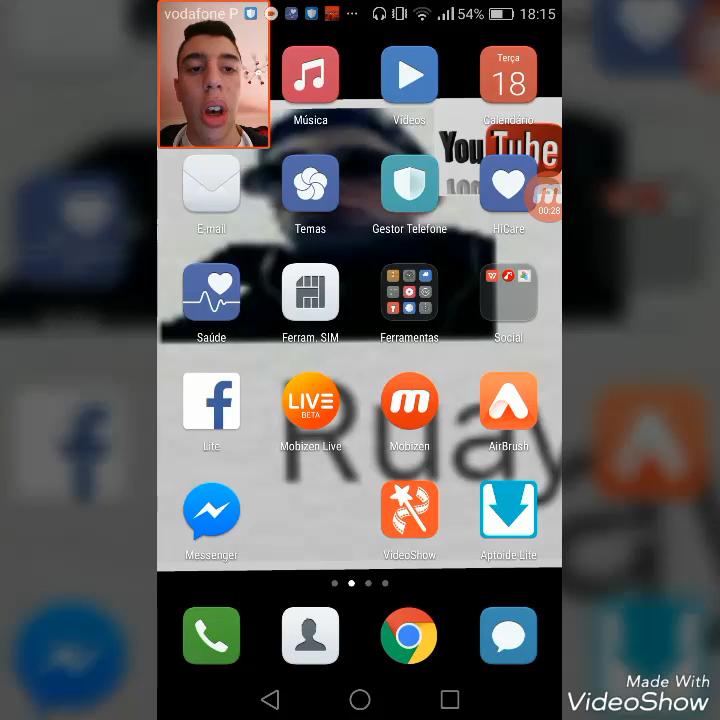 vodafone P ... 54% 18:15
Terça
18
Música Vídeos Calendário
You Tube
00:28
E-mail Temas Gestor Telefone HiCare
Saúde Ferram. SIM Ferramentas Social
LIVE
BETA
Lite Mobizen Live Mobizen AirBrush
Ruay
Messenger VideoShow Aptoide Lite
Made With
VideoShow